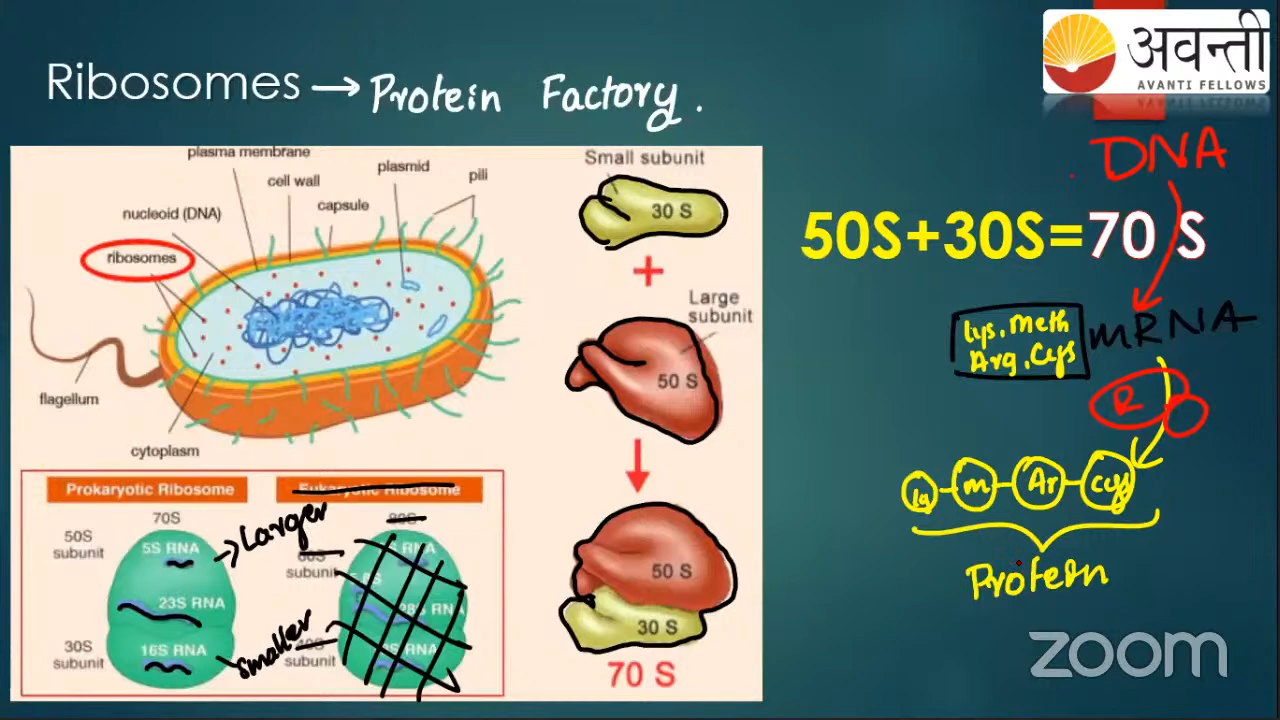 Ribosomes → Protein Factory.
अवन्ती
AVANTI FELLOWS
plasma membrane
cell wall
plasmid
pili
nucleoid (DNA)
capsule
ribosomes
flagellum
cytoplasm
Small subunit
30 S
+
Large
subunit
50 S
50 S
30 S
70 S
Prokaryotic Ribosome
70S
50S
subunit
5S RNA
23S RNA
30S
subunit
16S RNA
Larger
smaller
Eukaryotic Ribosome
80S
60S
subunit
28S RNA
subunit
DNA
50S+30S=70 S
mRNA
Lys. Meth
Arg. Cys
R
m Ar Cys
Protein
zoom